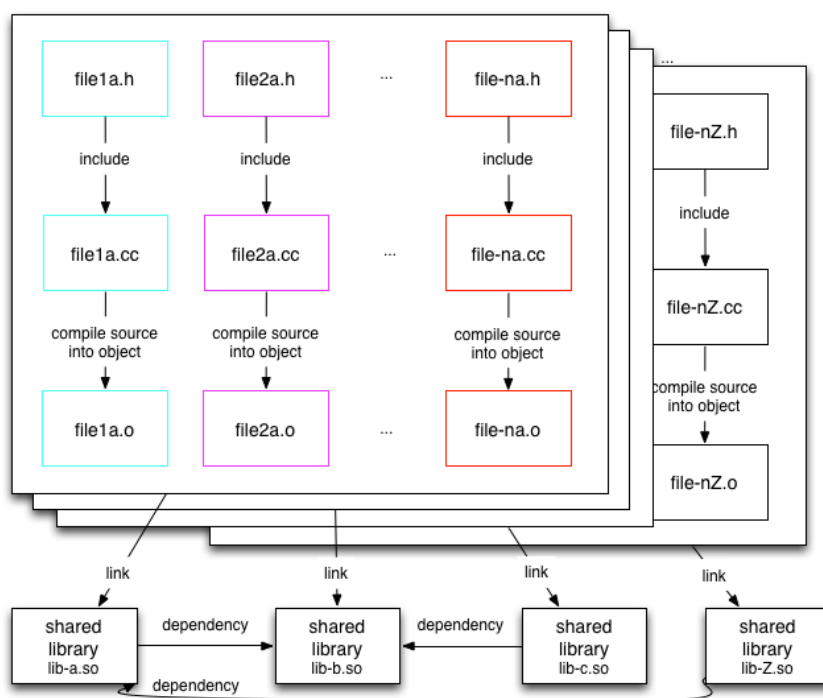 file1a.h
file2a.h
...
file-na.h
...
file-nZ.h
include
include
include
include
file1a.cc
file2a.cc
...
file-na.cc
file-nZ.cc
compile source
into object
compile source
into object
compile source
into object
compile source
into object
file1a.o
file2a.o
...
file-na.o
file-nZ.o
link
link
link
link
shared
library
lib-a.so
dependency
shared
library
lib-b.so
dependency
shared
library
lib-c.so
shared
library
lib-Z.so
dependency